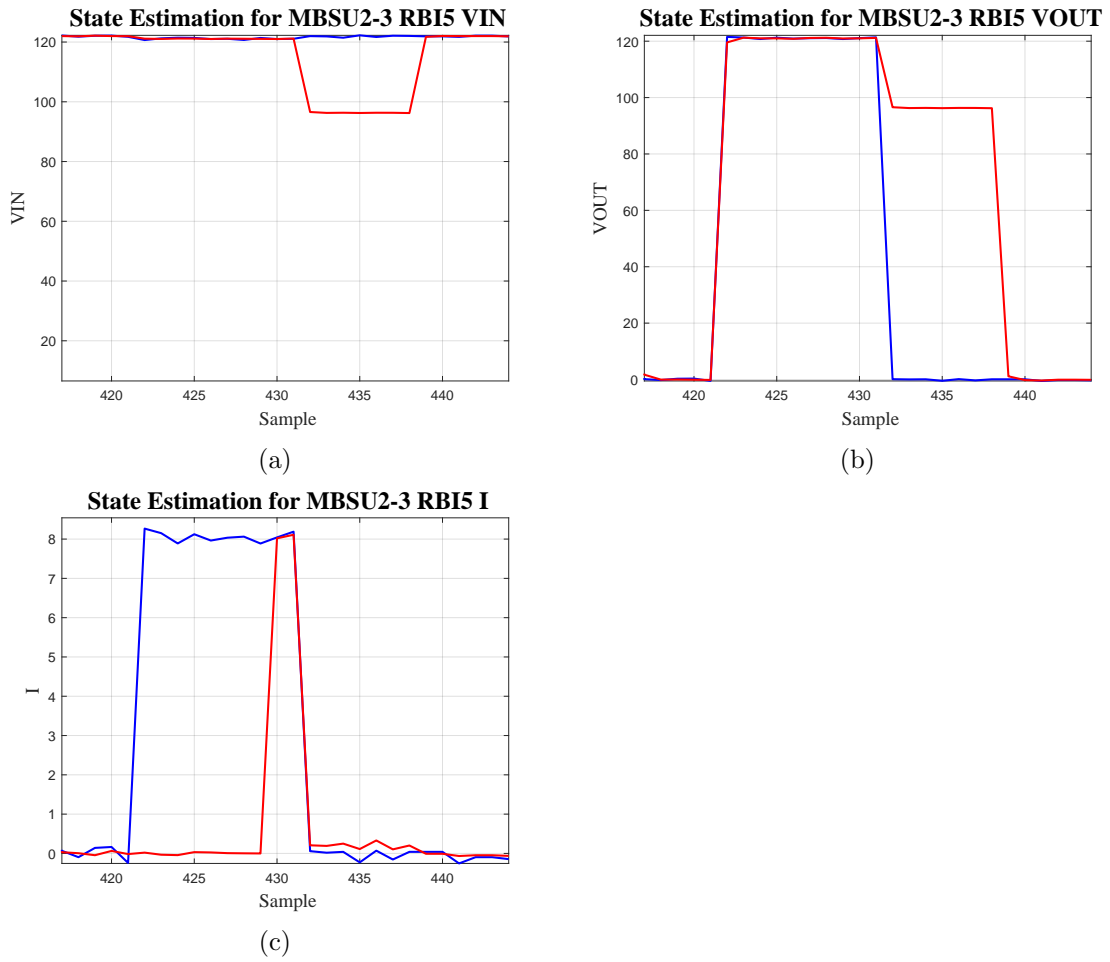 State Estimation for MBSU2-3 RBI5 VIN
120
100
80
60
40
20
VIN
420 425 430 435 440
Sample
(a)
State Estimation for MBSU2-3 RBI5 VOUT
120
100
80
60
40
20
0
VOUT
420 425 430 435 440
Sample
(b)
State Estimation for MBSU2-3 RBI5 I
8
7
6
5
4
3
2
1
0
I
420 425 430 435 440
Sample
(c)